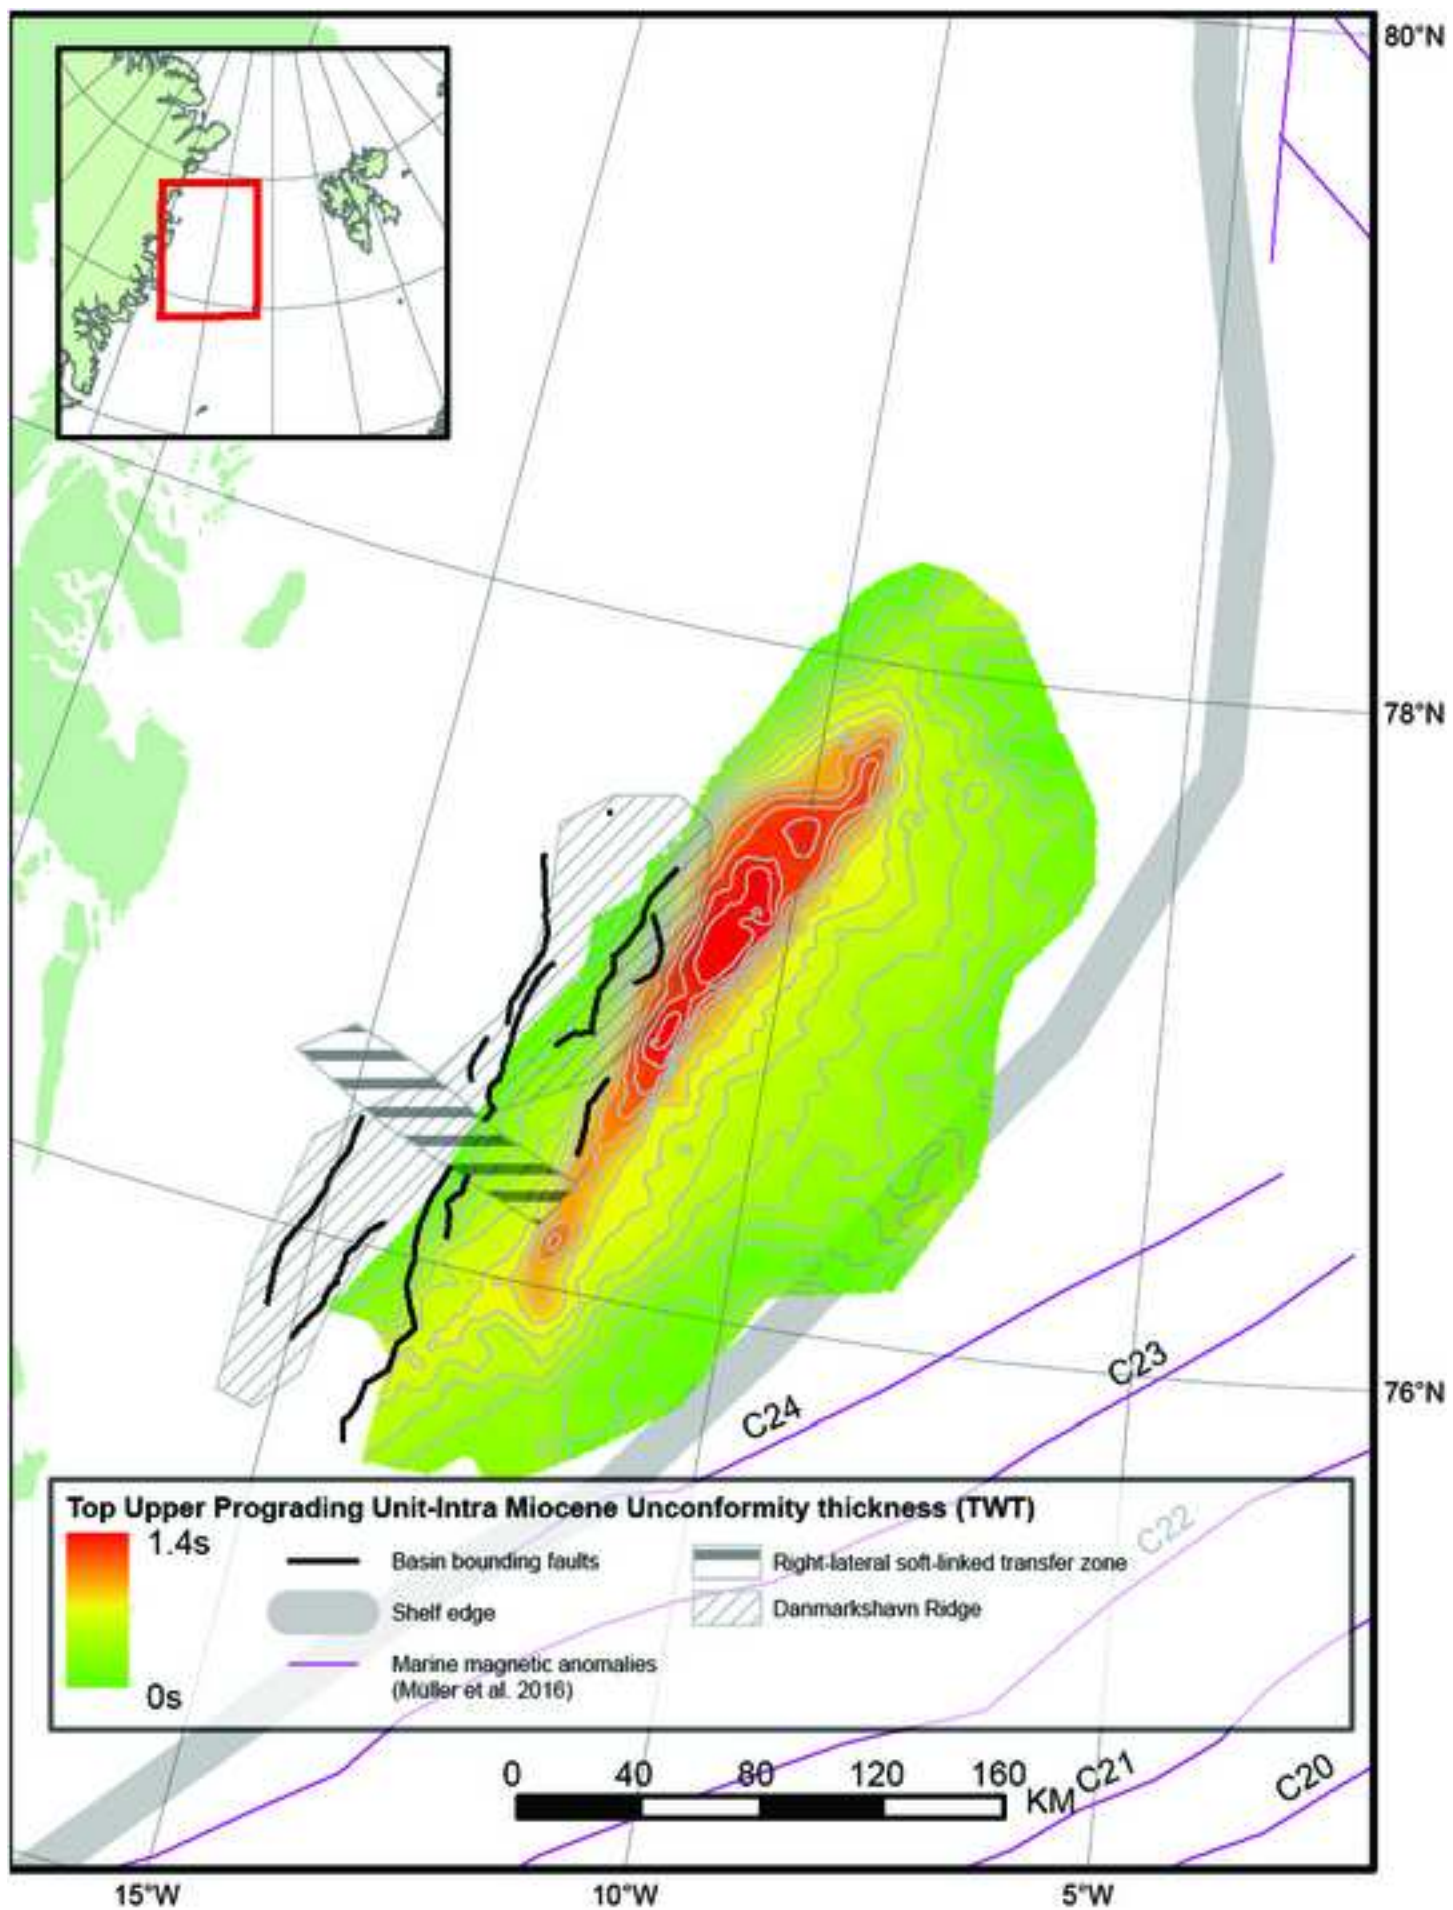 80°N
78°N
C23
76°N
C24
C22
Top Upper Prograding Unit-Intra Miocene Unconformity thickness (TWT)
1.4s
Basin bounding faults
Right-lateral soft-linked transfer zone
Shelf edge
Danmarkshavn Ridge
Marine magnetic anomalies
(Müller et al. 2016)
0s
0 40 80 120 160
KM
C21
C20
15°W 10°W 5°W